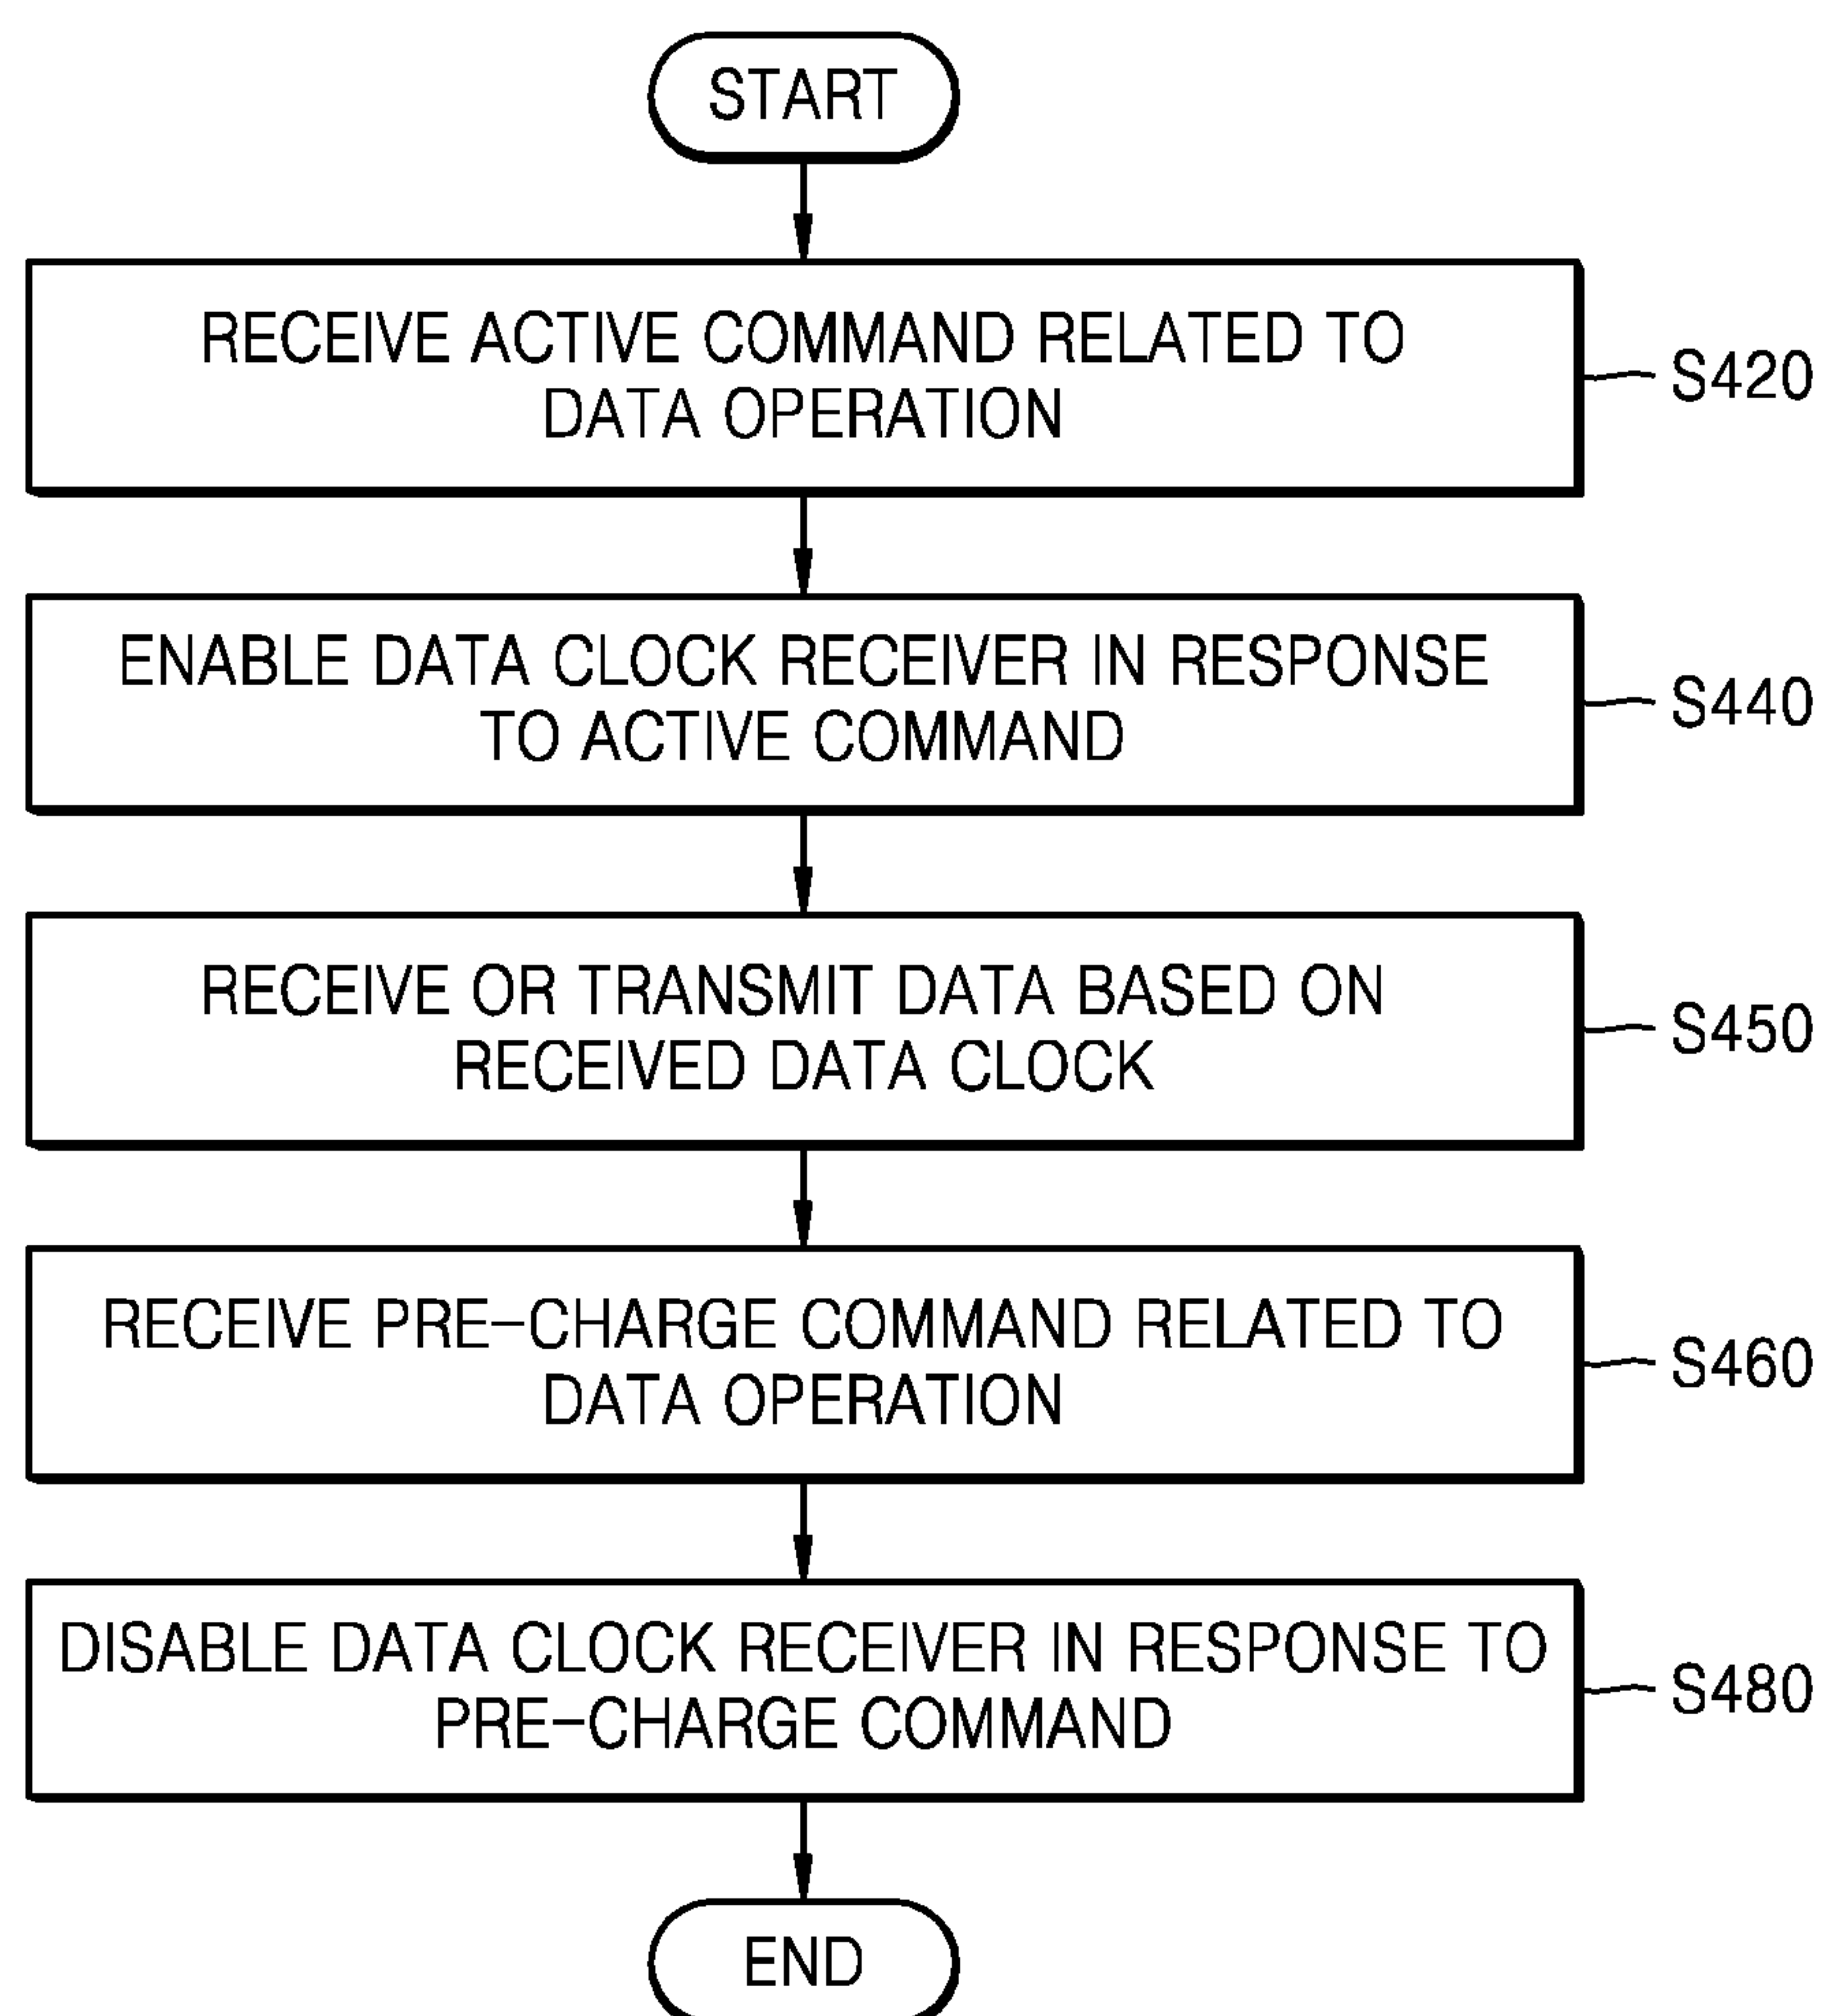 START
RECEIVE ACTIVE COMMAND RELATED TO
DATA OPERATION
S420
ENABLE DATA CLOCK RECEIVER IN RESPONSE
TO ACTIVE COMMAND
S440
RECEIVE OR TRANSMIT DATA BASED ON
RECEIVED DATA CLOCK
S450
RECEIVE PRE-CHARGE COMMAND RELATED TO
DATA OPERATION
S460
DISABLE DATA CLOCK RECEIVER IN RESPONSE TO
PRE-CHARGE COMMAND
S480
END